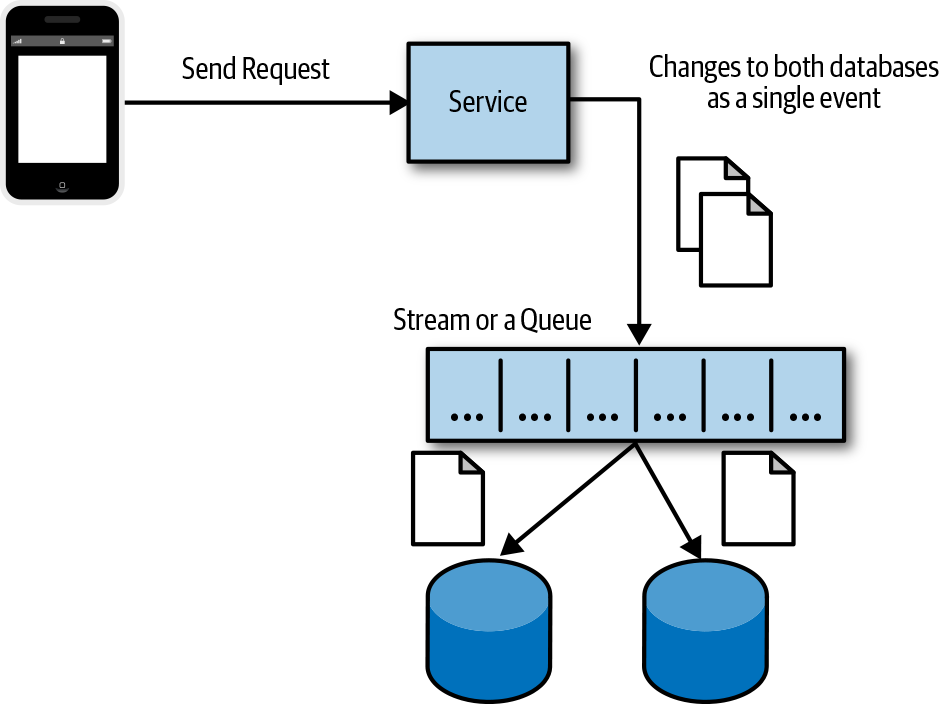 Send Request
Service
Changes to both databases
as a single event
Stream or a Queue
...
...
...
...
...
...